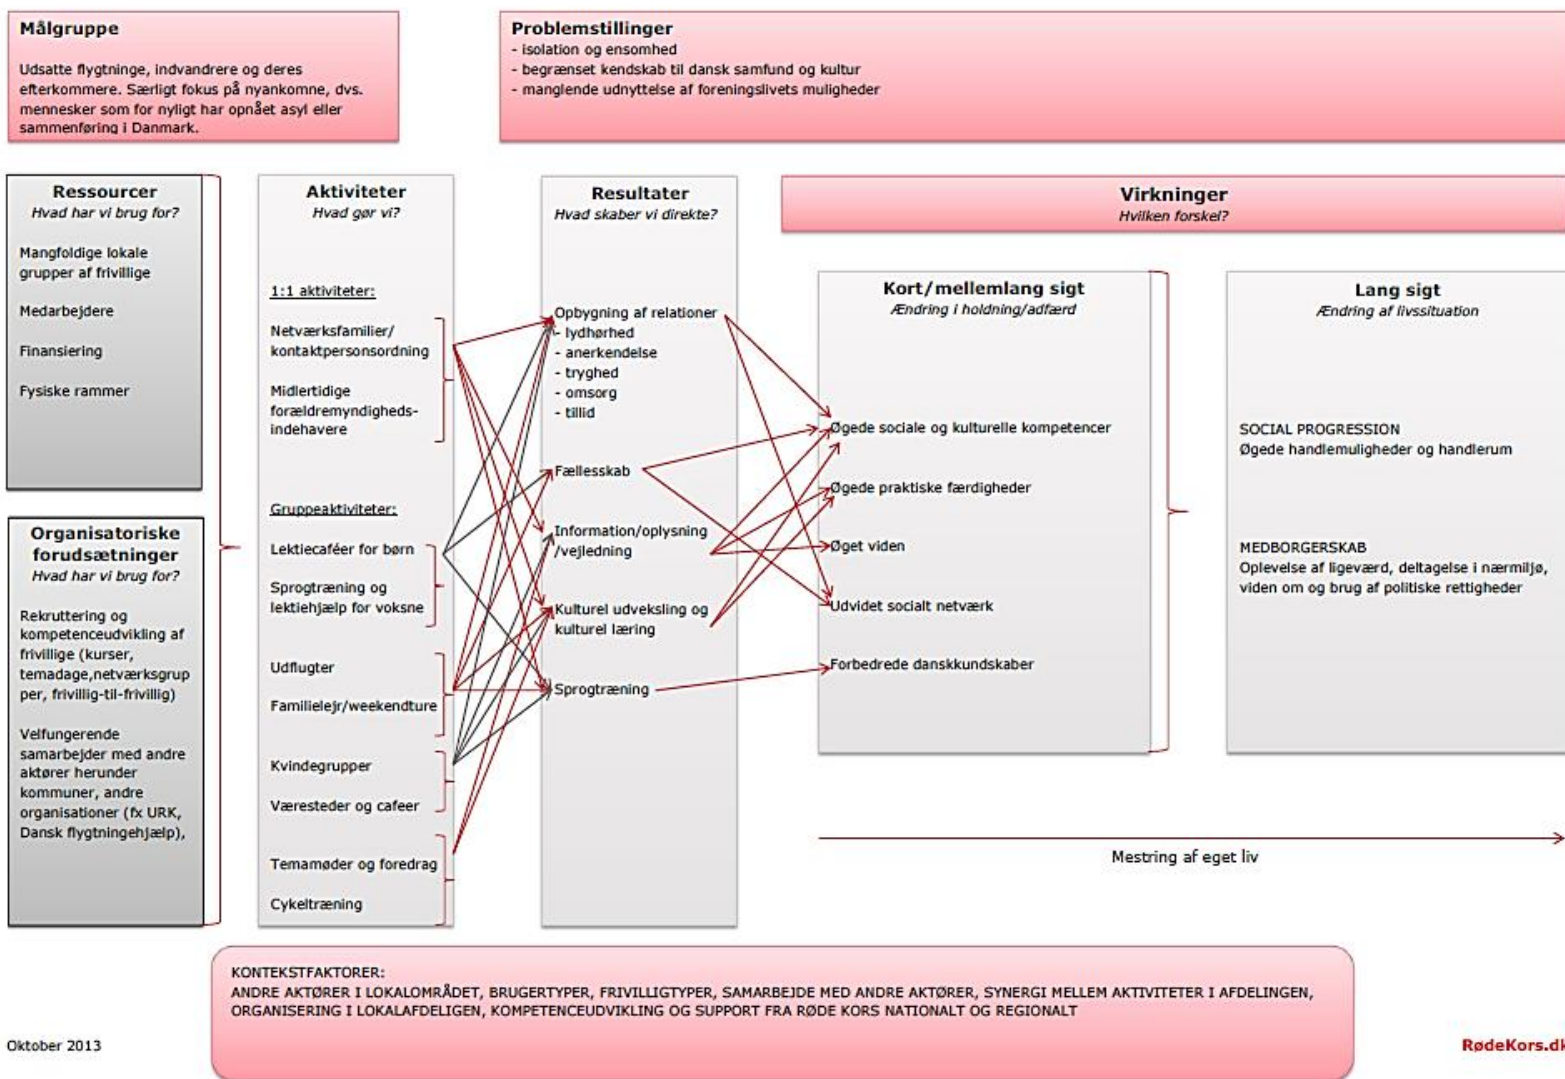 Målgruppe
Udsatte flygtninge, indvandrere og deres
efterkommere. Særligt fokus på nyankomne, dvs.
mennesker som for nyligt har opnået asyl eller
sammenføring i Danmark.
Problemstillinger
- isolation og ensomhed
- begrænset kendskab til dansk samfund og kultur
- manglende udnyttelse af foreningslivets muligheder
Ressourcer
Hvad har vi brug for?
Mangfoldige lokale
grupper af frivillige
Medarbejdere
Finansiering
Fysiske rammer
Organisatoriske
forudsætninger
Hvad har vi brug for?
Rekruttering og
kompetenceudvikling af
frivillige (kurser,
temadage,netværksgrup
per, frivillig-til-frivillig)
Velfungerende
samarbejder med andre
aktører herunder
kommuner, andre
organisationer (fx URK,
Dansk flygtningehjælp),
Aktiviteter
Hvad gør vi?
1:1 aktiviteter:
Netværksfamilier/
kontaktpersonsordning
Midlertidige
forældremyndigheds-
indehavere
Gruppeaktiviteter:
Lektiecaféer for børn
Sprogtræning og
lektiehjælp for voksne
Udflugter
Familielejr/weekendture
Kvindegrupper
Væresteder og cafeer
Temamøder og foredrag
Cykeltræning
Resultater
Hvad skaber vi direkte?
Opbygning af relationer
- lydhørhed
- anerkendelse
- tryghed
- omsorg
- tillid
Fællesskab
Information/oplysning
/vejledning
Kulturel udveksling og
kulturel læring
Sprogtræning
Virkninger
Hvilken forskel?
Kort/mellemlang sigt
Ændring i holdning/adfærd
Øgede sociale og kulturelle kompetencer
Øgede praktiske færdigheder
Øget viden
Udvidet socialt netværk
Forbedrede danskkundskaber
Lang sigt
Ændring af livssituation
SOCIAL PROGRESSION
Øgede handlemuligheder og handlerum
MEDBORGERSKAB
Oplevelse af ligeværd, deltagelse i nærmiljø,
viden om og brug af politiske rettigheder
Mestring af eget liv
KONTEKSTFAKTORER:
ANDRE AKTØRER I LOKALOMRÅDET, BRUGERTYPER, FRIVILLIGTYPER, SAMARBEJDE MED ANDRE AKTØRER, SYNERGI MELLEM AKTIVITETER I AFDELINGEN,
ORGANISERING I LOKALAFDELIGEN, KOMPETENCEUDVIKLING OG SUPPORT FRA RØDE KORS NATIONALT OG REGIONALT
Oktober 2013
RødeKors.dk